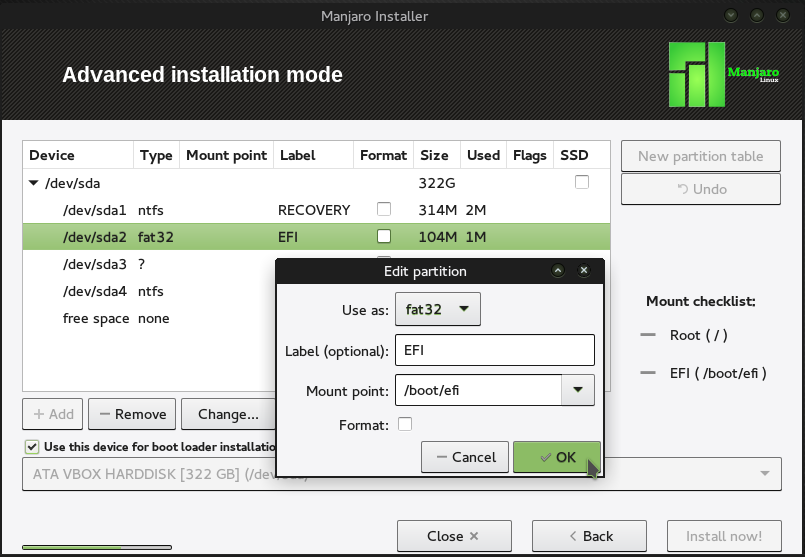 Manjaro Installer
Advanced installation mode
Manjaro
Linux
Device Type Mount point Label Format Size Used Flags SSD
/dev/sda 322G
/dev/sda1 ntfs RECOVERY 314M 2M
/dev/sda2 fat32 EFI 104M 1M
/dev/sda3 ?
/dev/sda4 ntfs
free space none
New partition table
Undo
Mount checklist:
Root ( / )
EFI ( /boot/efi )
Edit partition
Use as: fat32
Label (optional): EFI
Mount point: /boot/efi
Format:
Cancel OK
Add Remove Change...
Use this device for boot loader installatio
ATA VBOX HARDDISK [322 GB] (/dev/sda)
Close Back Install now!